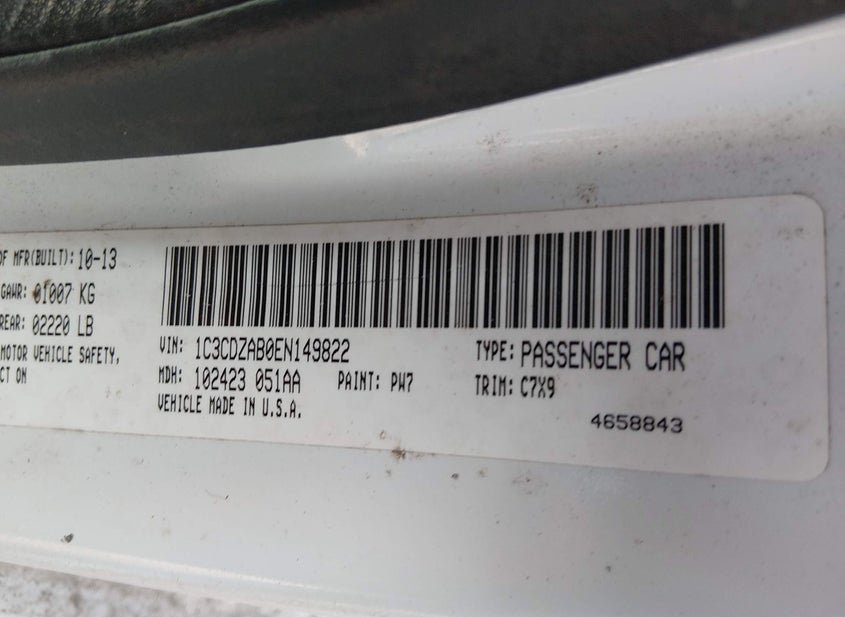 OF MFR(BUILT): 10-13
GAWR: 01007 KG
REAR: 02220 LB
MOTOR VEHICLE SAFETY,
CT ON
VIN: 1C3CDZAB0EN149822
TYPE: PASSENGER CAR
MDH: 102423 051AA
PAINT: PW7
TRIM: C7X9
VEHICLE MADE IN U.S.A.
4658843